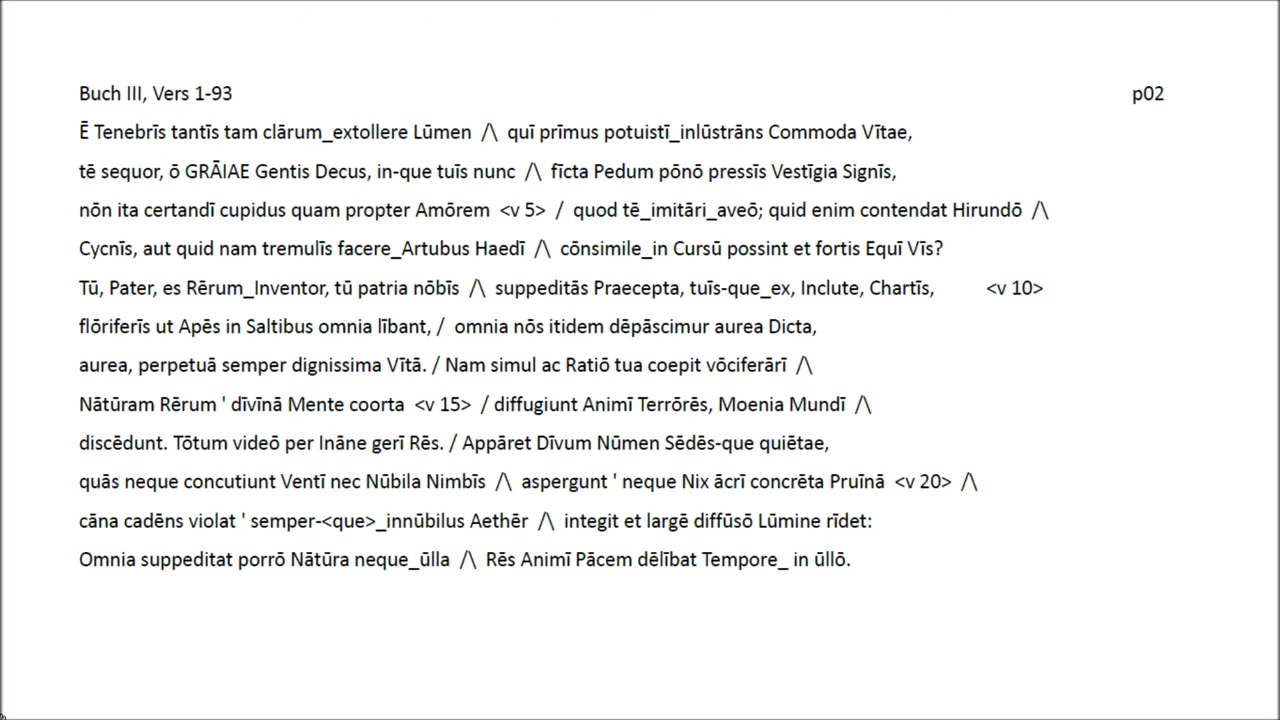 Buch III, Vers 1-93 p02
Ē Tenebrīs tantīs tam clārum_extollere Lūmen /\ quī prīmus potuistī_inlūstrāns Commoda Vītae,
tē sequor, ō GRĀIAE Gentis Decus, in-que tuīs nunc /\ fīcta Pedum pōnō pressīs Vestīgia Signīs,
nōn ita certandī cupidus quam propter Amōrem <v 5> / quod tē_imitāri_aveō; quid enim contendat Hirundō /\
Cycnīs, aut quid nam tremulīs facere_Artubus Haedī /\ cōnsimile_in Cursū possint et fortis Equī Vīs?
Tū, Pater, es Rērum_Inventor, tū patria nōbīs /\ suppeditās Praecepta, tuīs-que_ex, Inclute, Chartīs, <v 10>
flōriferīs ut Apēs in Saltibus omnia lībant, / omnia nōs itidem dēpāscimur aurea Dicta,
aurea, perpetuā semper dignissima Vītā. / Nam simul ac Ratiō tua coepit vōciferārī /\
Nātūram Rērum ' dīvīnā Mente coorta <v 15> / diffugiunt Animī Terrōrēs, Moenia Mundī /\
discēdunt. Tōtum videō per Ināne gerī Rēs. / Appāret Dīvum Nūmen Sēdēs-que quiētae,
quās neque concutiunt Ventī nec Nūbila Nimbīs /\ aspergunt ' neque Nix ācrī concrēta Pruīnā <v 20> /\
cāna cadēns violat ' semper-<que>_innūbilus Aethēr /\ integit et largē diffūsō Lūmine rīdet:
Omnia suppeditat porrō Nātūra neque_ūlla /\ Rēs Animī Pācem dēlībat Tempore_ in ūllō.